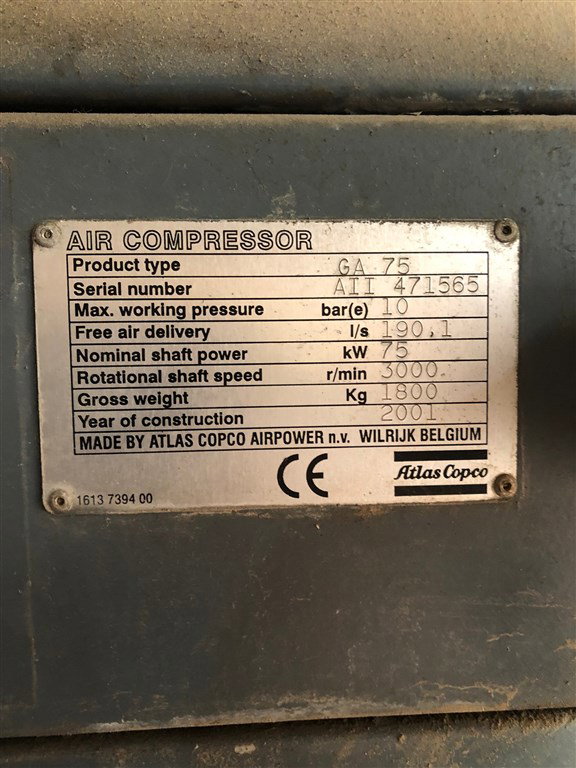 AIR COMPRESSOR
Product type GA 75
Serial number AII 471565
Max. working pressure bar(e) 10
Free air delivery l/s 190.1
Nominal shaft power kW 75
Rotational shaft speed r/min 3000
Gross weight Kg 1800
Year of construction 2001
MADE BY ATLAS COPCO AIRPOWER n.v. WILRIJK BELGIUM
1613 7394 00 CE Atlas Copco